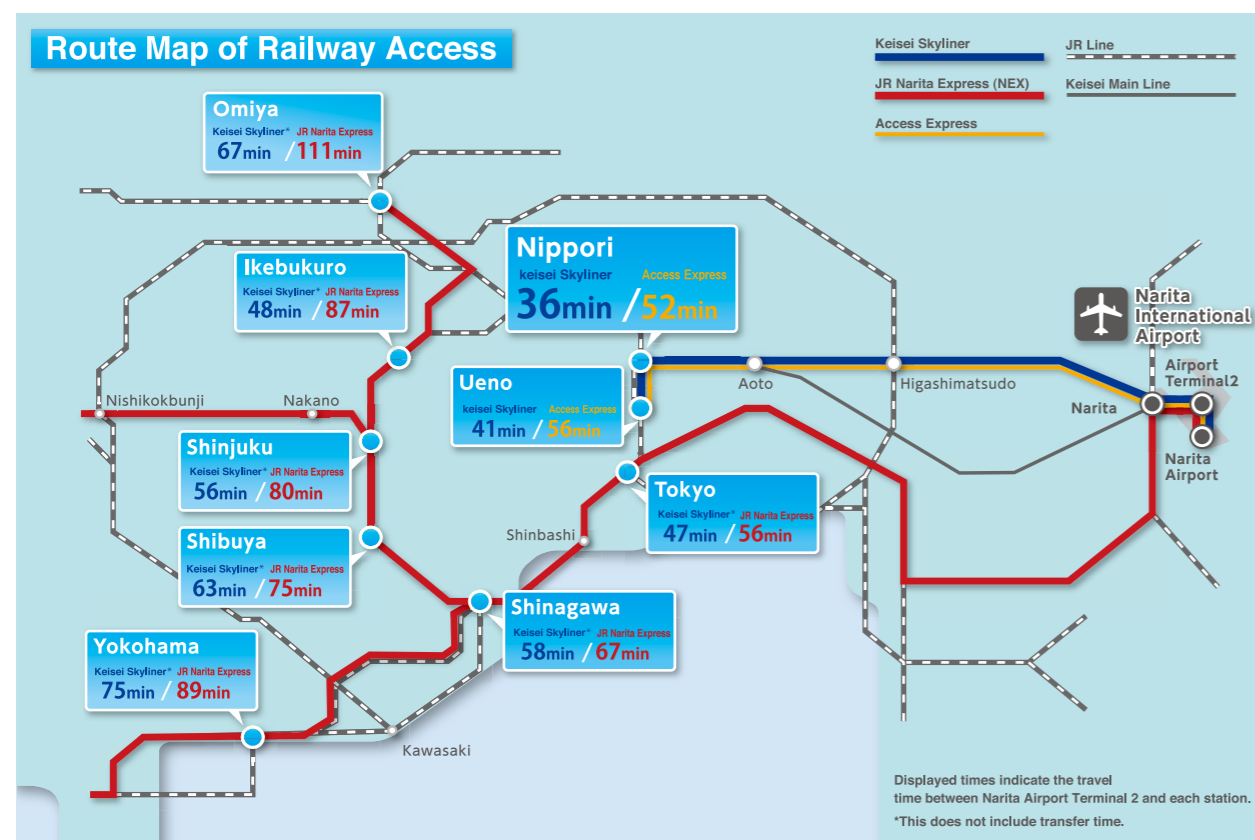 Route Map of Railway Access
Keisei Skyliner
JR Line
JR Narita Express (NEX)
Keisei Main Line
Access Express
Omiya
Keisei Skyliner* JR Narita Express
67min / 111min
Nippori
keisei Skyliner Access Express
36min / 52min
Ikebukuro
Keisei Skyliner* JR Narita Express
48min / 87min
Narita
International
Airport
Airport
Terminal2
Ueno
keisei Skyliner Access Express
41min / 56min
Aoto
Higashimatsudo
Nishikokbunji
Nakano
Narita
Narita
Airport
Shinjuku
Keisei Skyliner* JR Narita Express
56min / 80min
Tokyo
Keisei Skyliner* JR Narita Express
47min / 56min
Shinbashi
Shibuya
Keisei Skyliner* JR Narita Express
63min / 75min
Shinagawa
Keisei Skyliner* JR Narita Express
58min / 67min
Yokohama
Keisei Skyliner* JR Narita Express
75min / 89min
Kawasaki
Displayed times indicate the travel
time between Narita Airport Terminal 2 and each station.
*This does not include transfer time.